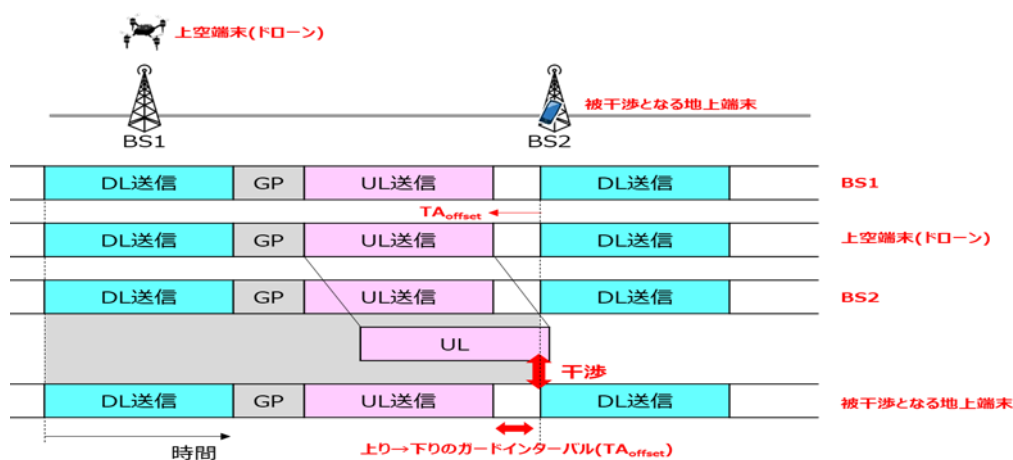 上空端末(ドローン)
被干渉となる地上端末
BS1
BS2
DL送信 GP UL送信 DL送信 BS1
TAoffset
DL送信 GP UL送信 DL送信 上空端末(ドローン)
DL送信 GP UL送信 DL送信 BS2
UL
干渉
DL送信 GP UL送信 DL送信 被干渉となる地上端末
時間
上り→下りのガードインターバル(TAoffset)